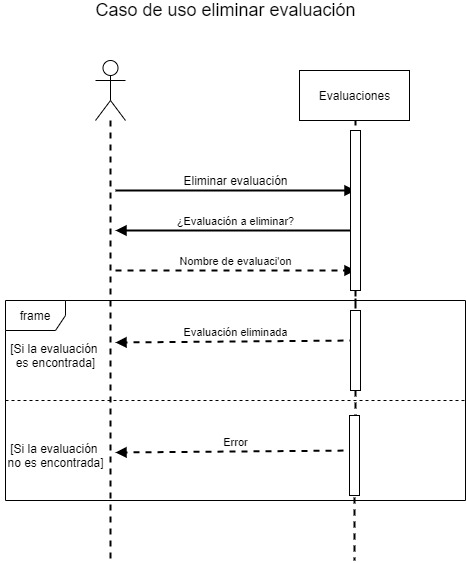 Caso de uso eliminar evaluación
Evaluaciones
Eliminar evaluación
¿Evaluación a eliminar?
Nombre de evaluaci'on
frame
Evaluación eliminada
[Si la evaluación
es encontrada]
Error
[Si la evaluación
no es encontrada]